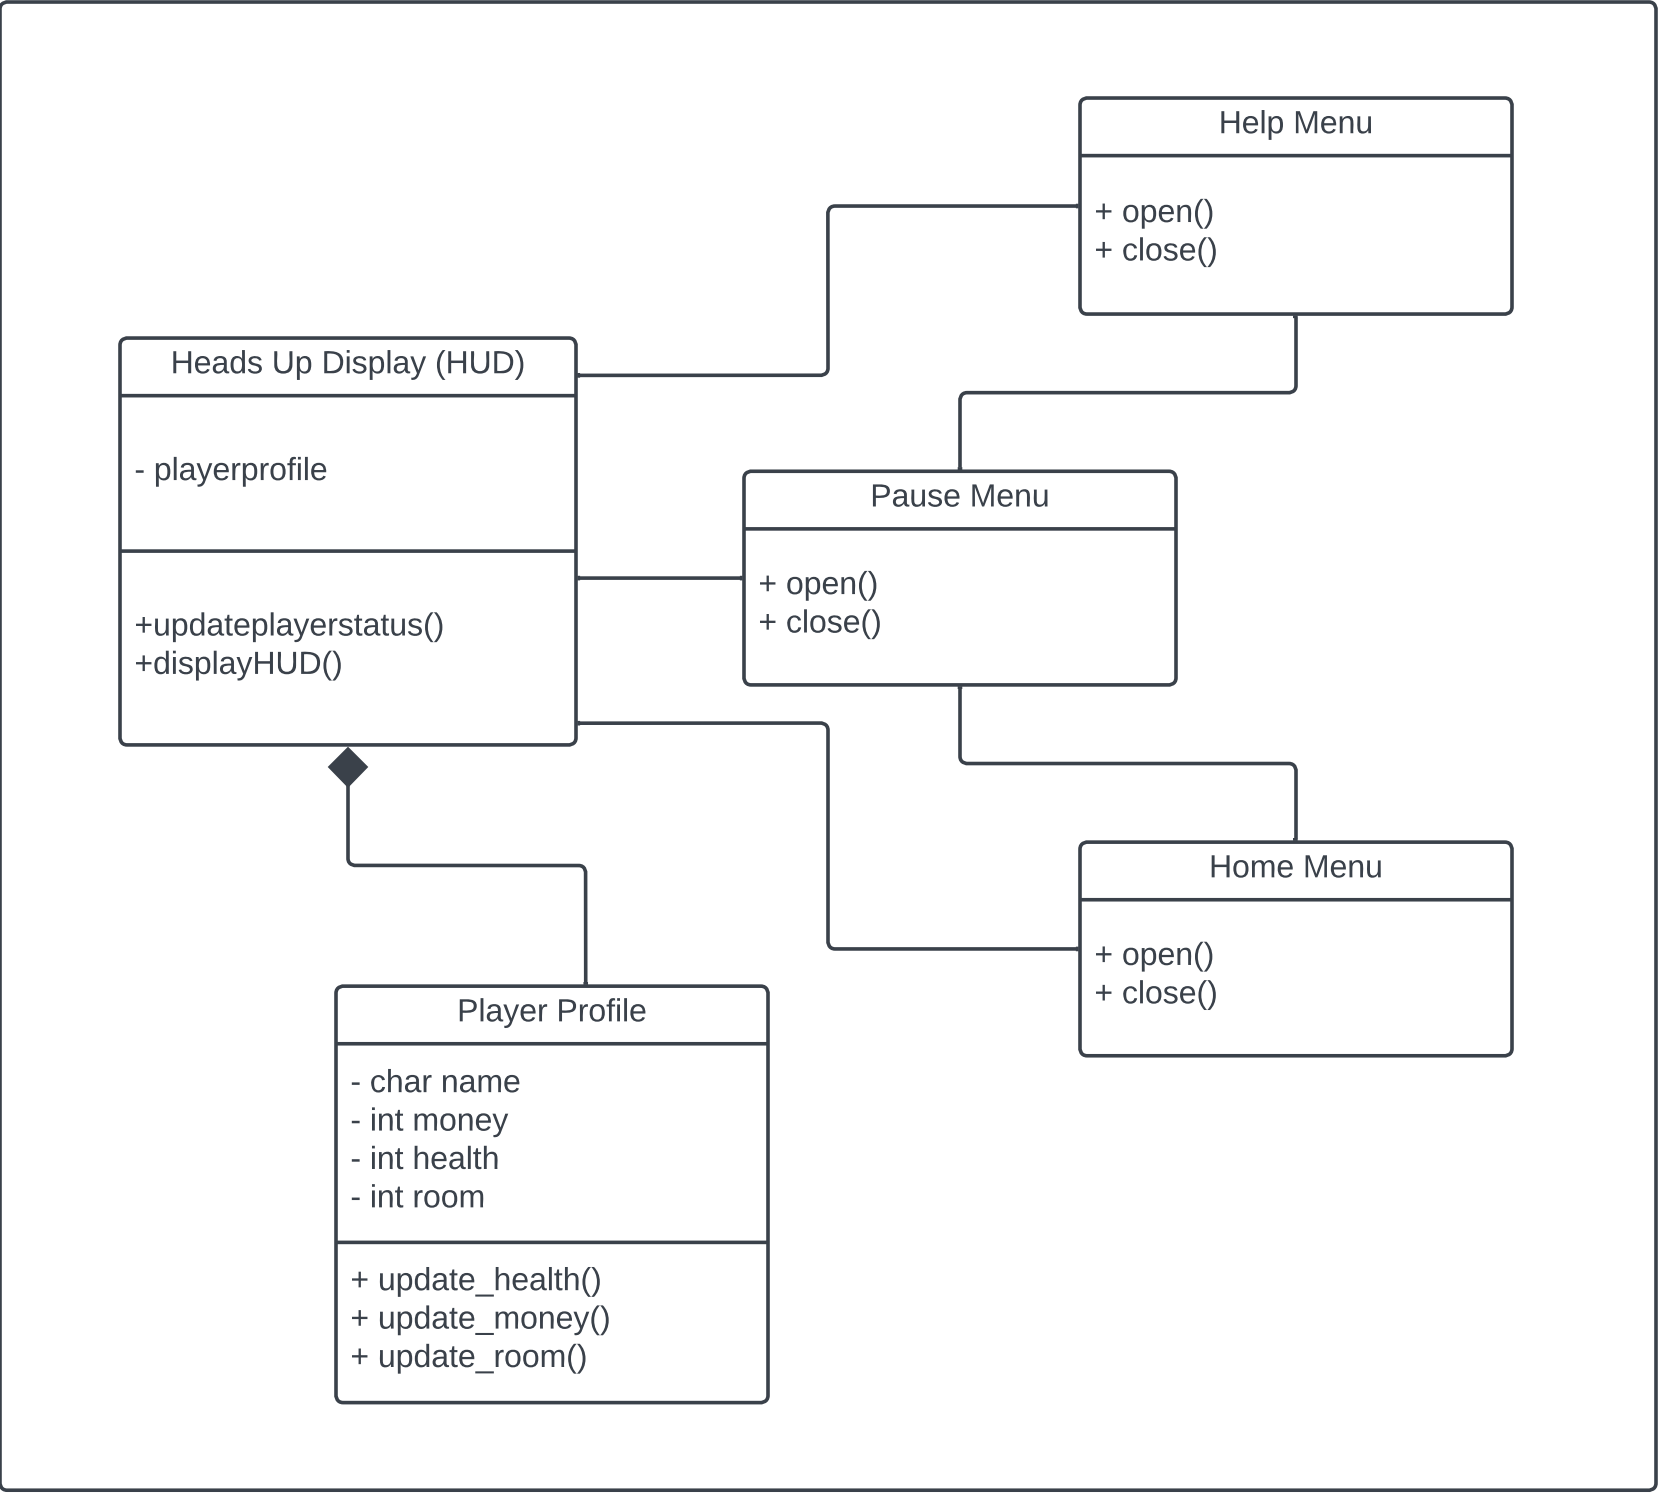 Help Menu
+ open()
+ close()
Heads Up Display (HUD)
- playerprofile
+updateplayerstatus()
+displayHUD()
Pause Menu
+ open()
+ close()
Home Menu
+ open()
+ close()
Player Profile
- char name
- int money
- int health
- int room
+ update_health()
+ update_money()
+ update_room()